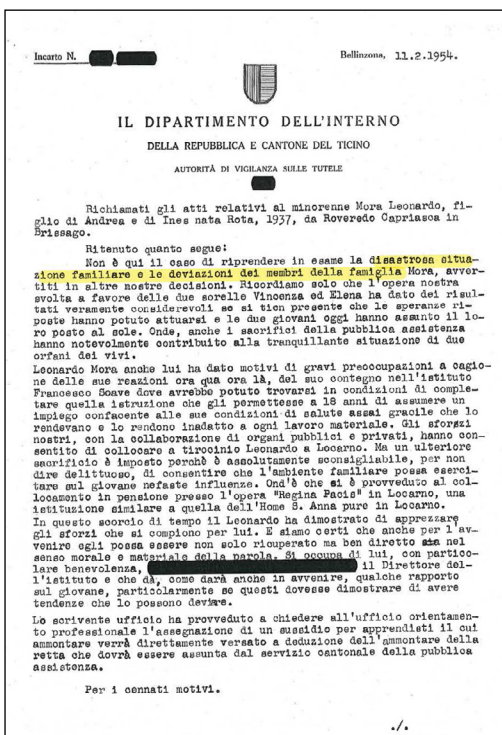 Incarto N.
Bellinzona, 11.2.1954.
IL DIPARTIMENTO DELL'INTERNO
DELLA REPUBBLICA E CANTONE DEL TICINO
AUTORITÀ DI VIGILANZA SULLE TUTELE
Richiamati gli atti relativi al minorenne Mora Leonardo, fi-
glio di Andrea e di Ines nata Rota, 1937, da Roveredo Capriasca in
Brissago.
Ritenuto quanto segue:
Non è qui il caso di riprendere in esame la disastrosa situa-
zione familiare e le deviazioni dei membri della famiglia Mora, avver-
titi in altre nostre decisioni. Ricordiamo solo che l'opera nostra
svolta a favore delle due sorelle Vincenza ed Elena ha dato dei risul-
tati veramente considerevoli se si tien presente che le speranze ri-
poste hanno potuto attuarsi e le due giovani oggi hanno assunto il lo-
ro posto al sole. Onde, anche i sacrifici della pubblica assistenza
hanno notevolmente contribuito alla tranquillante situazione di due
orfani dei vivi.
Leonardo Mora anche lui ha dato motivi di gravi preoccupazioni a cagio-
ne delle sue reazioni ora qua ora là, del suo contegno nell'istituto
Francesco Soave dove avrebbe potuto trovarsi in condizioni di comple-
tare quella istruzione che gli permettesse a 18 anni di assumere un
impiego confacente alle sue condizioni di salute assai gracile che lo
rendevano e lo rendono inadatto a ogni lavoro materiale. Gli sforzi
nostri, con la collaborazione di organi pubblici e privati, hanno con-
sentito di collocare a tirocinio Leonardo a Locarno. Ma un ulteriore
sacrificio è imposto perchè è assolutamente sconsigliabile, per non
dire delittuoso, di consentire che l'ambiente familiare possa eserci-
tare sul giovane nefaste influenze. Ond'è che si è provveduto al col-
locamento in pensione presso l'opera "Regina Pacis" in Locarno, una
istituzione similare a quella dell'Home S. Anna pure in Locarno.
In questo scorcio di tempo il Leonardo ha dimostrato di apprezzare
gli sforzi che si compiono per lui. E siamo certi che anche per l'av-
venire egli possa essere non solo ricuperato ma ben diretto sia nel
senso morale e materiale della parola. Si occupa di lui, con partico-
lare benevolenza, il Direttore del-
l'istituto e che dà, come darà anche in avvenire, qualche rapporto
sul giovane, particolarmente se questi dovesse dimostrare di avere
tendenze che lo possono deviare.
Lo scrivente ufficio ha provveduto a chiedere all'ufficio orientamen-
to professionale l'assegnazione di un sussidio per apprendisti il cui
ammontare verrà direttamente versato a deduzione dell'ammontare della
retta che dovrà essere assunta dal servizio cantonale della pubblica
assistenza.
Per i cennati motivi.
./.